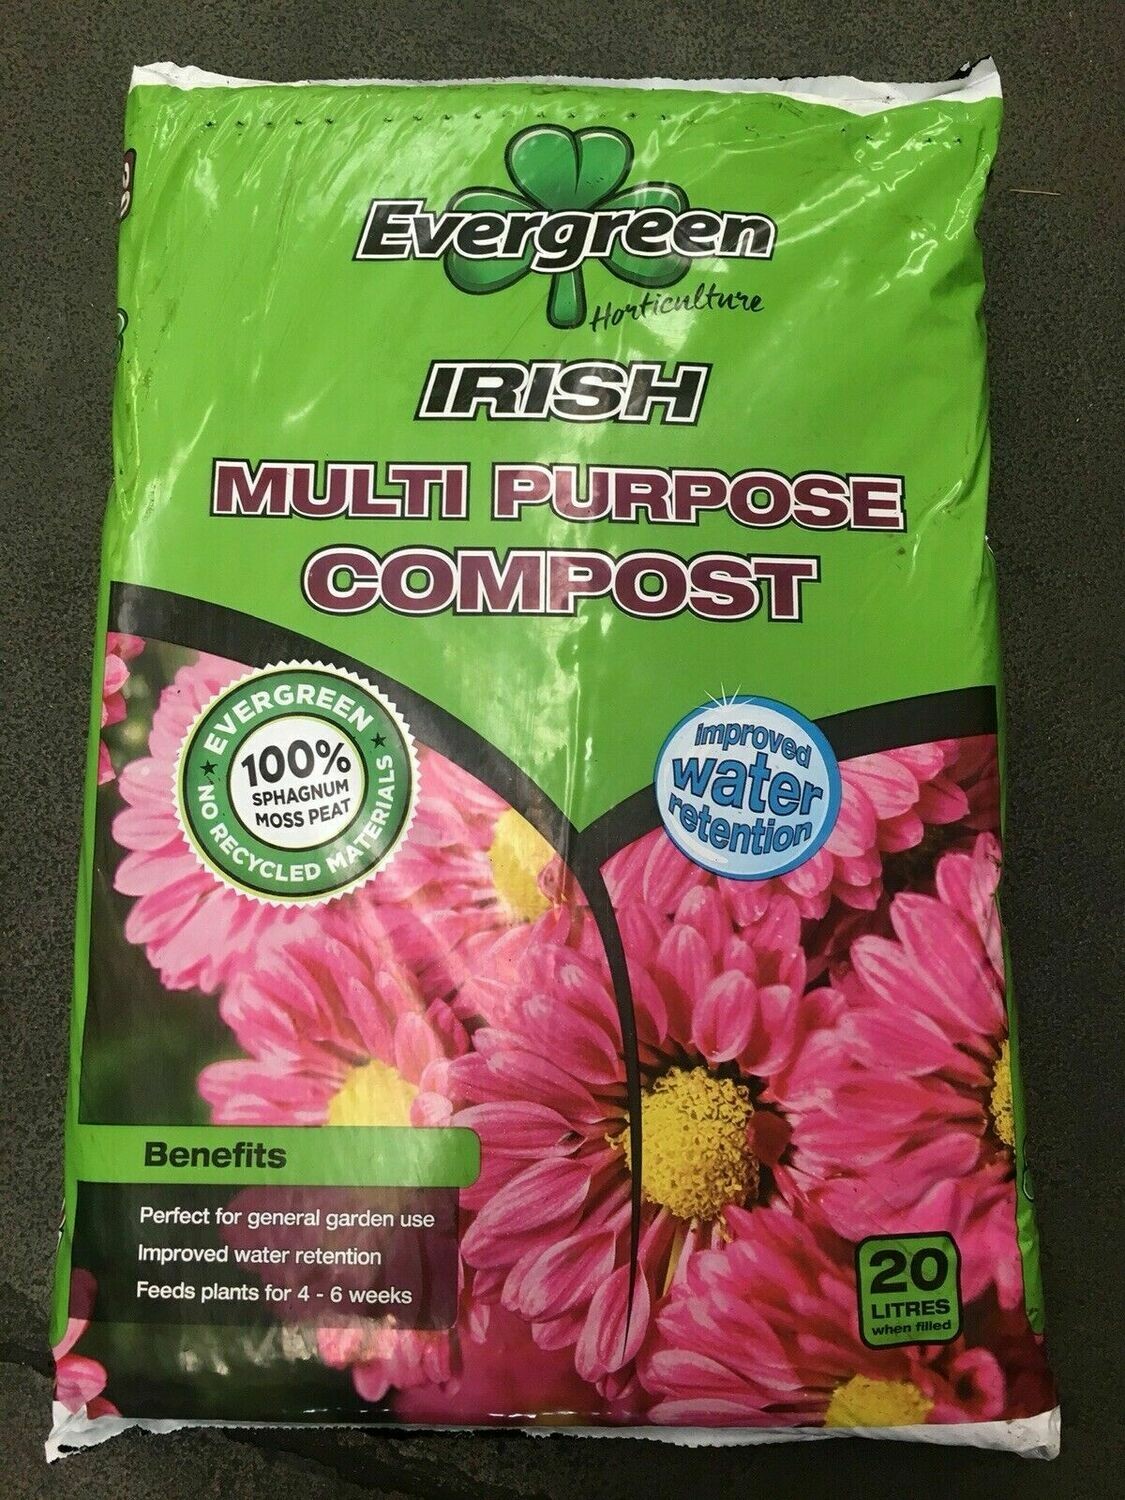 Evergreen
Horticulture
IRISH
MULTI PURPOSE
COMPOST
EVERGREEN
100%
SPHAGNUM
MOSS PEAT
NO RECYCLED MATERIALS
improved
water
retention
Benefits
Perfect for general garden use
Improved water retention
Feeds plants for 4 - 6 weeks
20
LITRES
when filled